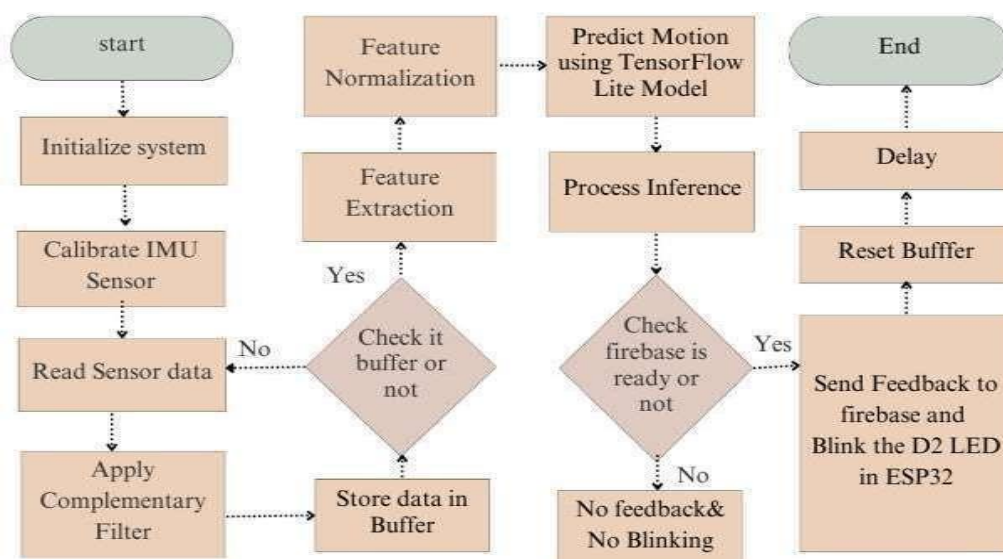 start
Initialize system
Calibrate IMU
Sensor
Read Sensor data
Apply
Complementary
Filter
Store data in
Buffer
Check it
buffer or
not
No
Yes
Feature
Extraction
Feature
Normalization
Predict Motion
using TensorFlow
Lite Model
Process Inference
Check
firebase is
ready or
not
No
No feedback&
No Blinking
Yes
Send Feedback to
firebase and
Blink the D2 LED
in ESP32
Reset Bufffer
Delay
End